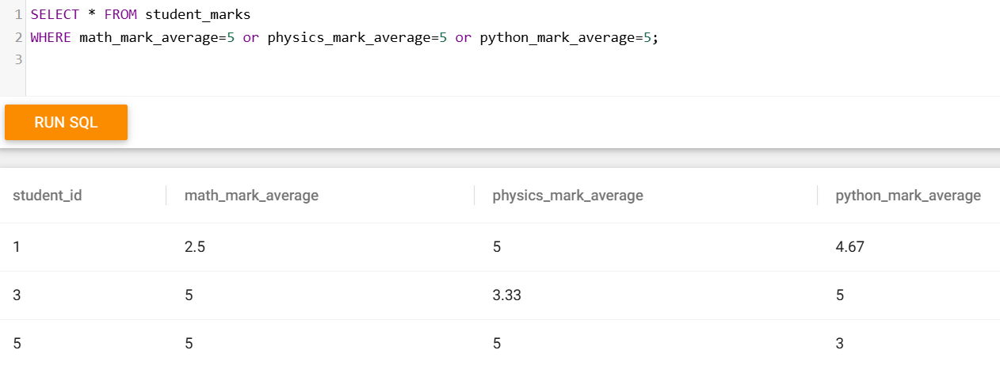 1 SELECT * FROM student_marks
2 WHERE math_mark_average=5 or physics_mark_average=5 or python_mark_average=5;
3
RUN SQL
student_id math_mark_average physics_mark_average python_mark_average
1 2.5 5 4.67
3 5 3.33 5
5 5 5 3